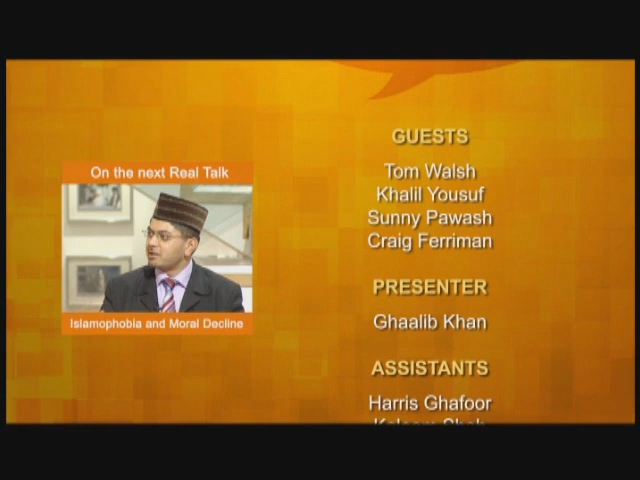 On the next Real Talk
Islamophobia and Moral Decline
GUESTS
Tom Walsh
Khalil Yousuf
Sunny Pawash
Craig Ferriman
PRESENTER
Ghaalib Khan
ASSISTANTS
Harris Ghafoor